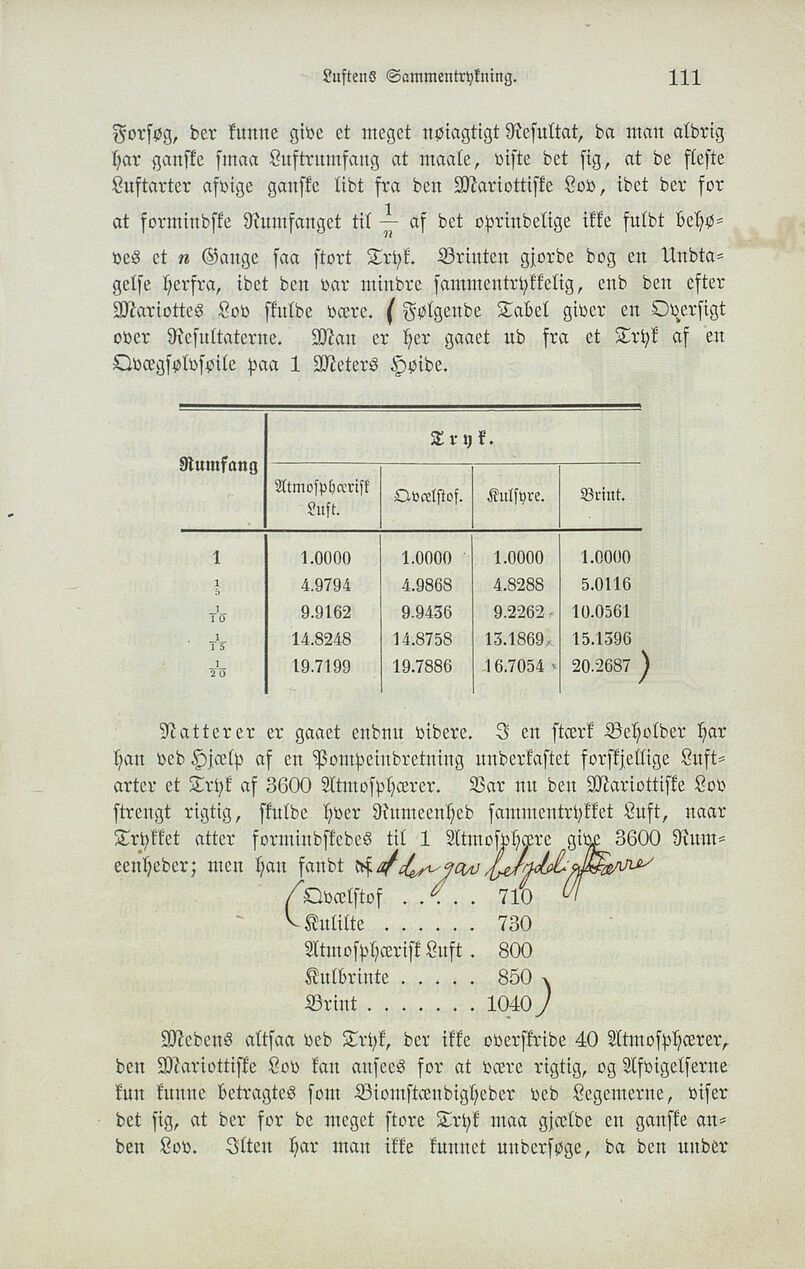 Luftens Sammentrykning. 111
Forsøg, der kunne give et meget nøiagtigt Resultat, da man aldrig
har ganske smaa Luftrumfang at maale, viste det sig, at de fleste
Luftarter afvige ganske lidt fra den Mariottiske Lov, idet der for
at formindske Rumfanget til 1/n af det oprindelige ikke fuldt behø-
ves et n Gange saa stort Tryk. Brinten gjorde dog en Undta-
gelse herfra, idet den var mindre sammentrykkelig, end den efter
Mariottes Lov skulde være. ( Følgende Tabel giver en Oversigt
over Resultaterne. Man er her gaaet ud fra et Tryk af en
Qvægsølvsøile paa 1 Meters Høide.
Rumfang Tryk.
Atmosphærisk Luft. Qvælstof. Kulsyre. Brint.
1 1.0000 1.0000 1.0000 1.0000
1/5 4.9794 4.9868 4.8288 5.0116
1/10 9.9162 9.9436 9.2262 10.0561
1/15 14.8248 14.8758 13.1869 15.1396
1/20 19.7199 19.7886 16.7054 20.2687 )
Natterer er gaaet endnu videre. I en stærk Beholder har
han ved Hjælp af en Pompeindretning underkastet forskjellige Luft-
arter et Tryk af 3600 Atmosphærer. Var nu den Mariottiske Lov
strengt rigtig, skulde hver Rumeenhed sammentrykket Luft, naar
Trykket atter formindskedes til 1 Atmosphære give 3600 Rum-
eenheder; men han fandt at den gav betydelig færre
( Qvælstof . . . . . 710
Kulilte . . . . . . 730
Atmosphærisk Luft . 800
Kulbrinte . . . . . 850
Brint . . . . . . . 1040 )
Medens altsaa ved Tryk, der ikke overskride 40 Atmosphærer,
den Mariottiske Lov kan ansees for at være rigtig, og Afvigelserne
kun kunne betragtes som Biomstændigheder ved Legemerne, viser
det sig, at der for de meget store Tryk maa gjælde en ganske an-
den Lov. Ilten har man ikke kunnet undersøge, da den under